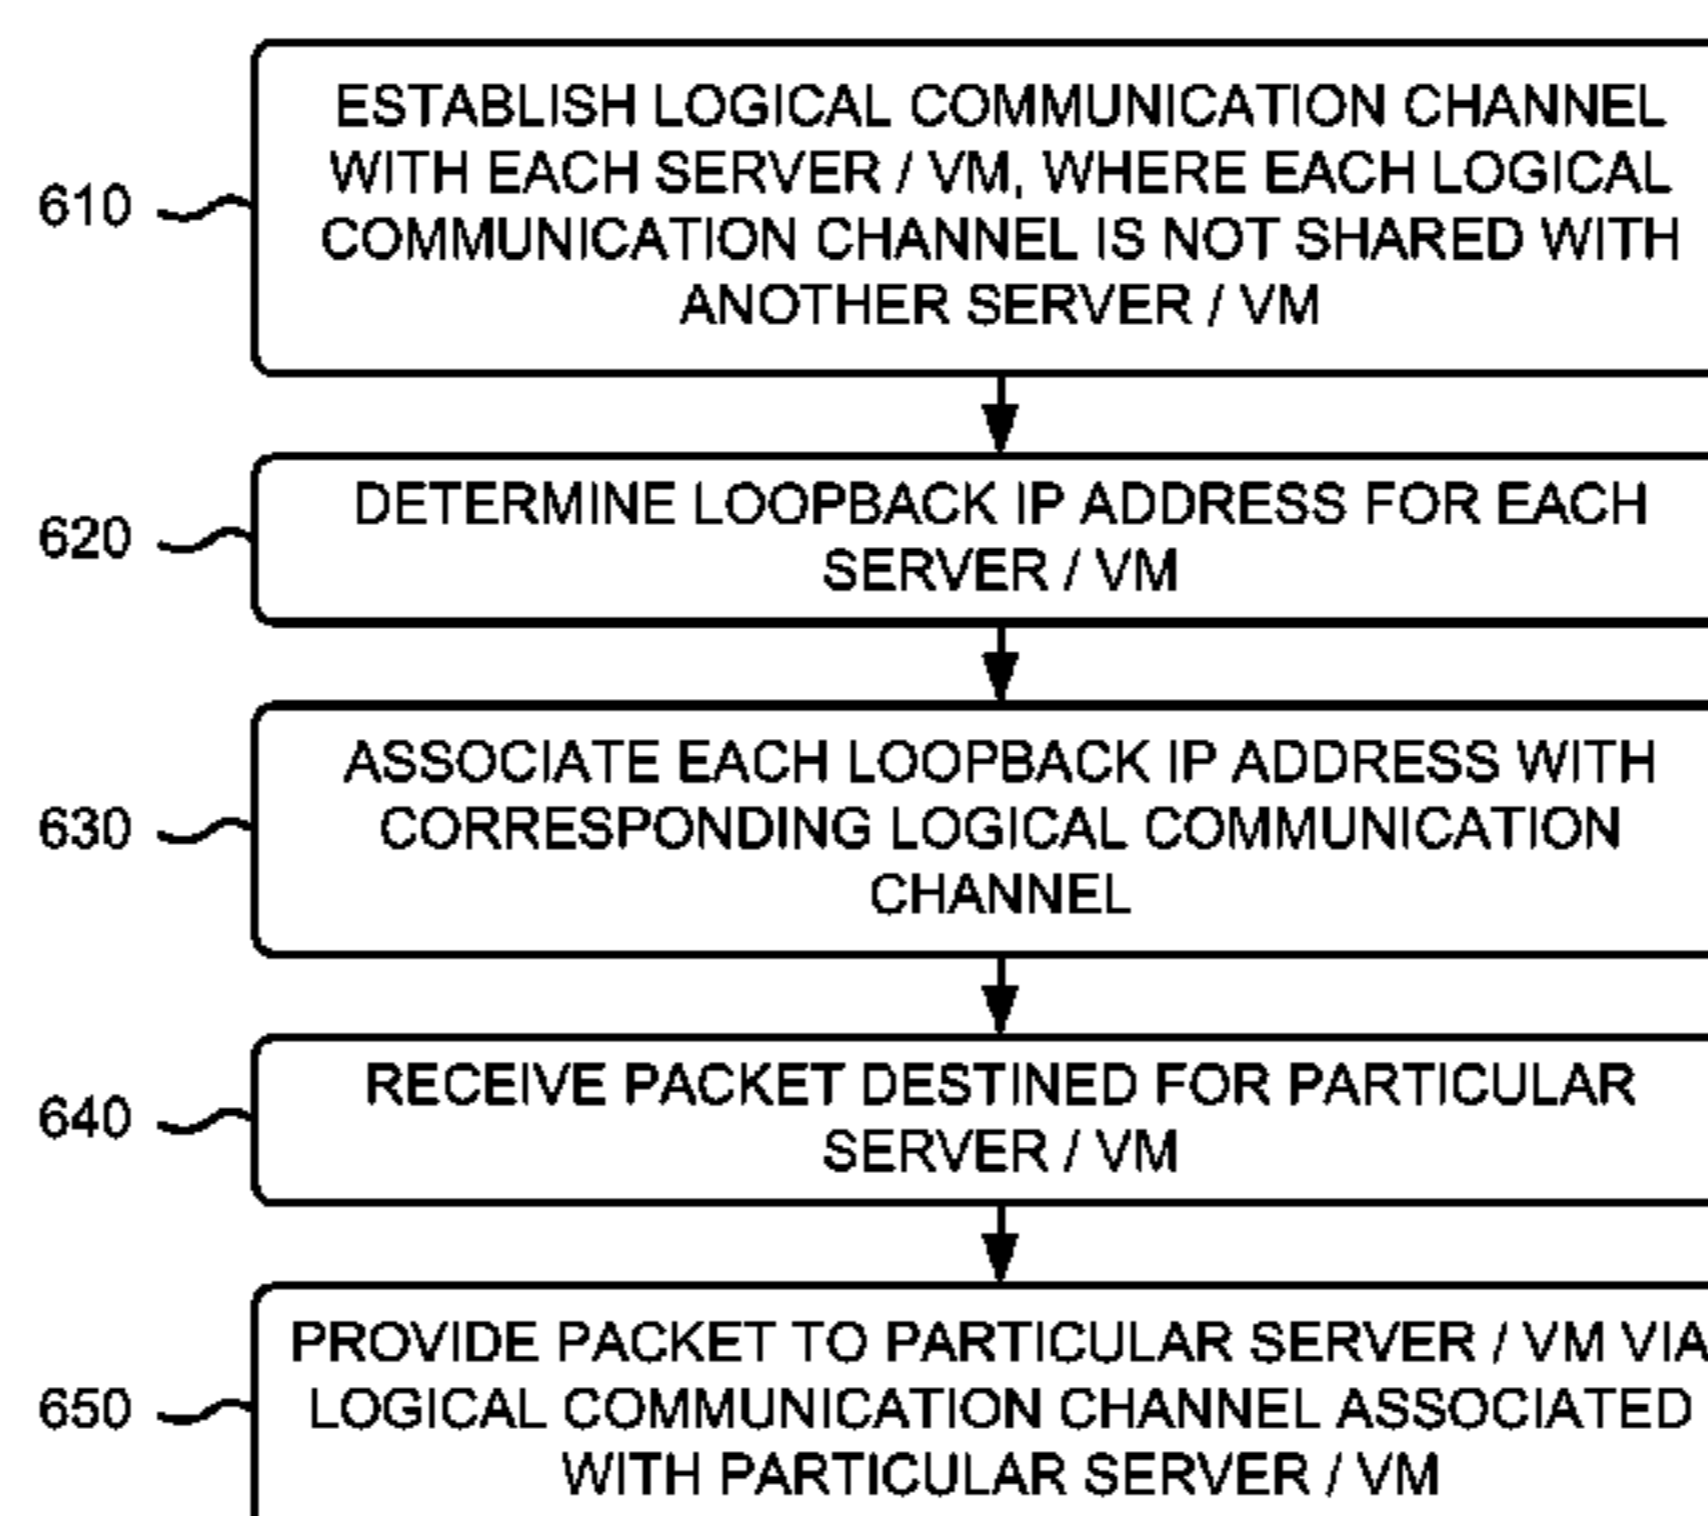 ESTABLISH LOGICAL COMMUNICATION CHANNEL
WITH EACH SERVER / VM, WHERE EACH LOGICAL
COMMUNICATION CHANNEL IS NOT SHARED WITH
ANOTHER SERVER / VM
610
DETERMINE LOOPBACK IP ADDRESS FOR EACH
SERVER / VM
620
ASSOCIATE EACH LOOPBACK IP ADDRESS WITH
CORRESPONDING LOGICAL COMMUNICATION
CHANNEL
630
RECEIVE PACKET DESTINED FOR PARTICULAR
SERVER / VM
640
PROVIDE PACKET TO PARTICULAR SERVER / VM VIA
LOGICAL COMMUNICATION CHANNEL ASSOCIATED
WITH PARTICULAR SERVER / VM
650